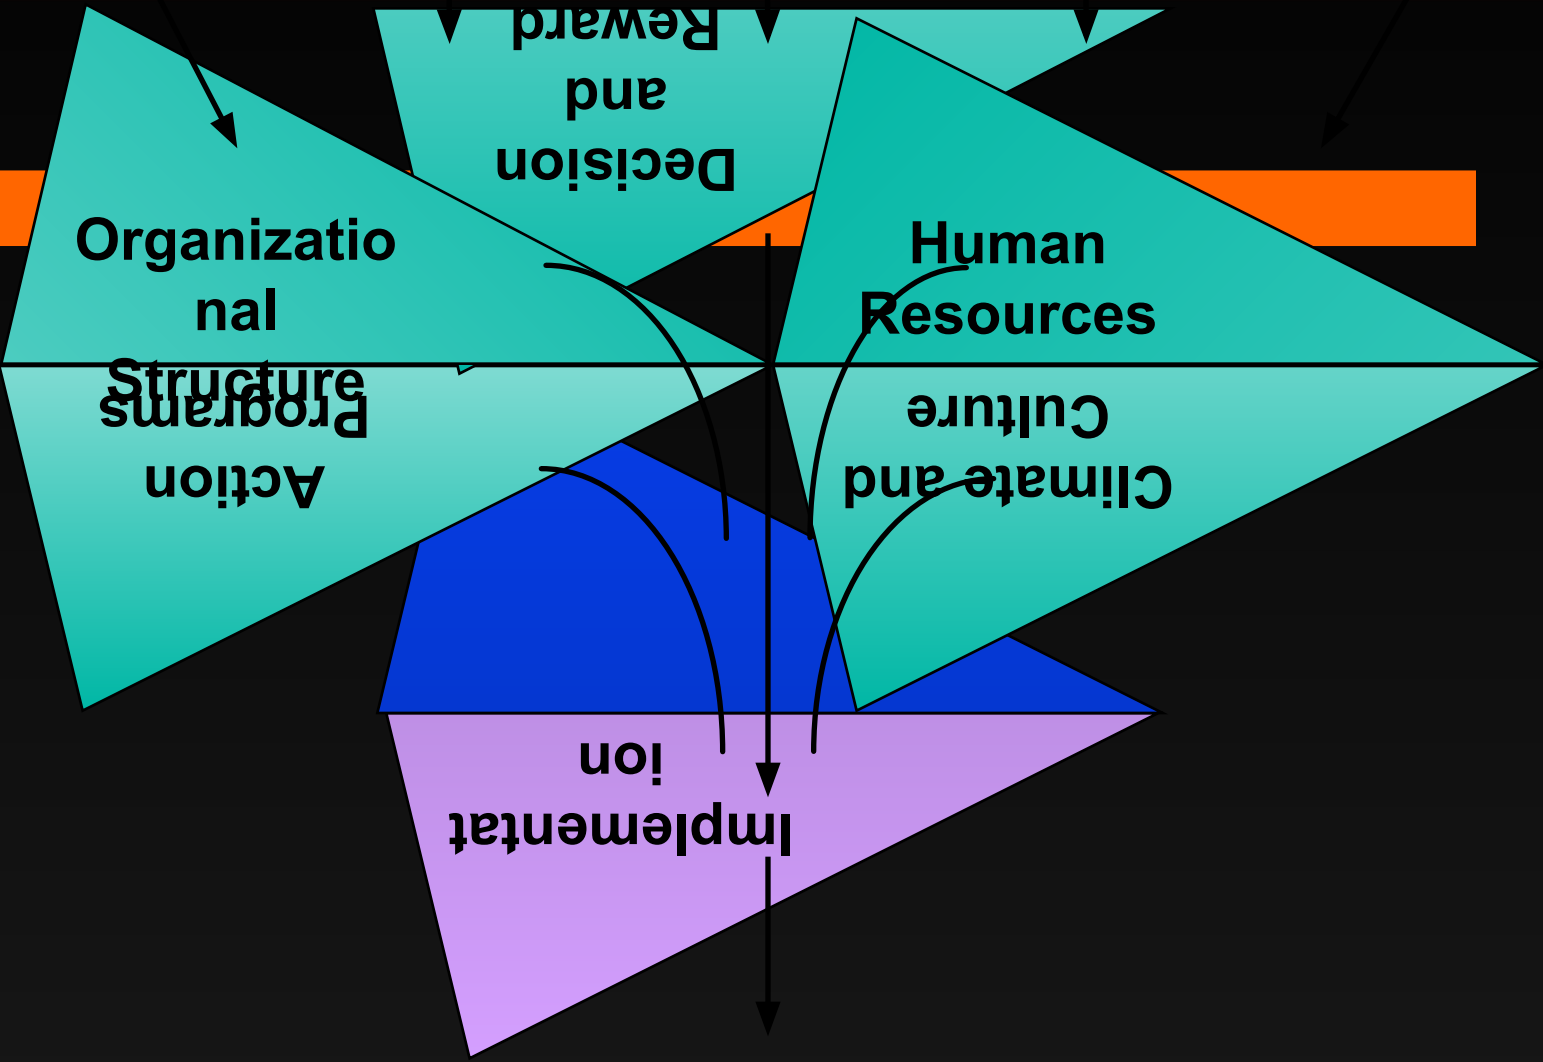 Decision
and
Reward
Organizatio
nal
Structure
Human
Resources
Action
Programs
Climate and
Culture
Implementat
ion